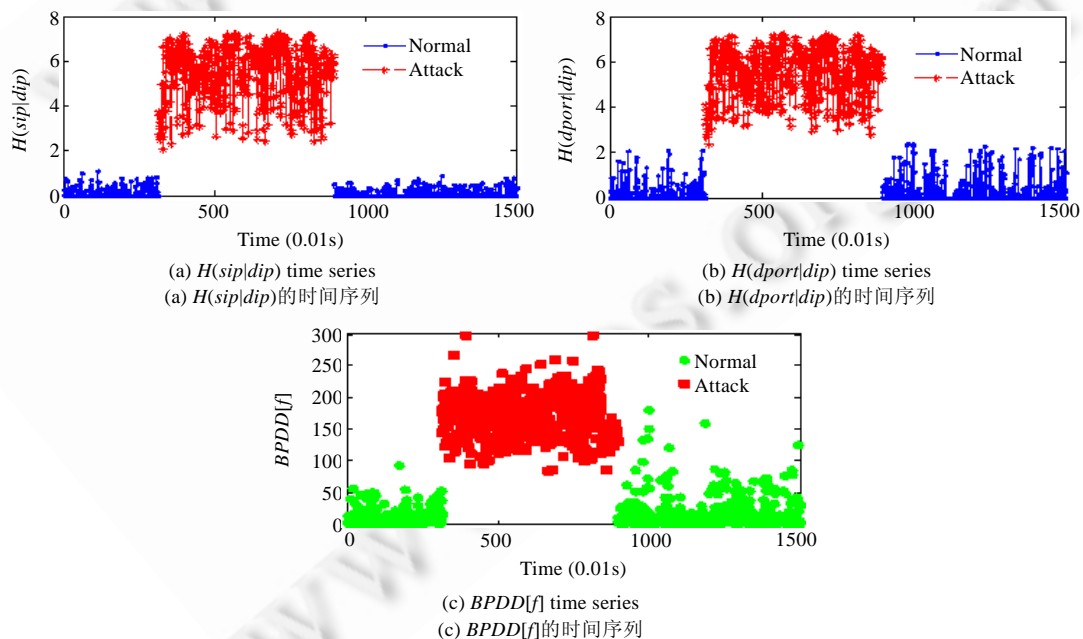 8
6
4
2
0
H(sip|dip)
Normal
Attack
0 500 1000 1500
Time (0.01s)
(a) H(sip|dip) time series
(a) H(sip|dip)的时间序列
8
6
4
2
0
H(dport|dip)
Normal
Attack
0 500 1000 1500
Time (0.01s)
(b) H(dport|dip) time series
(b) H(dport|dip)的时间序列
300
250
200
150
100
50
0
BPDD[f]
Normal
Attack
0 500 1000 1500
Time (0.01s)
(c) BPDD[f] time series
(c) BPDD[f]的时间序列